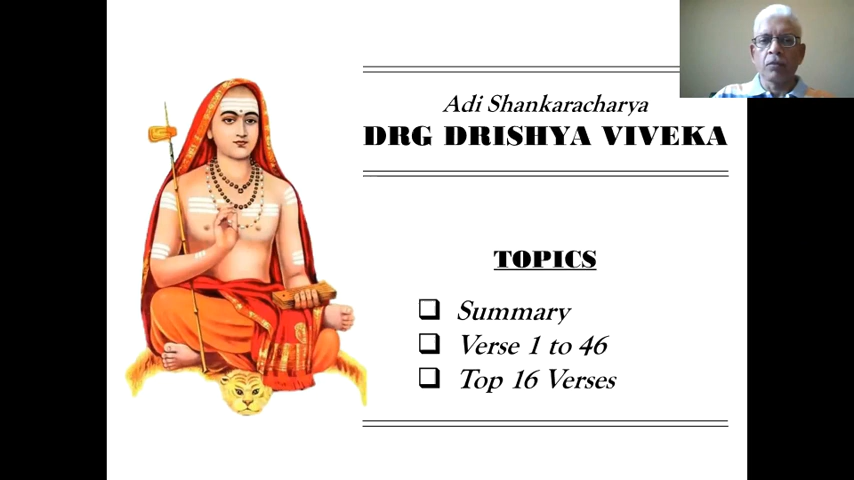 Adi Shankaracharya
DRG DRISHYA VIVEKA
TOPICS
Summary
Verse 1 to 46
Top 16 Verses